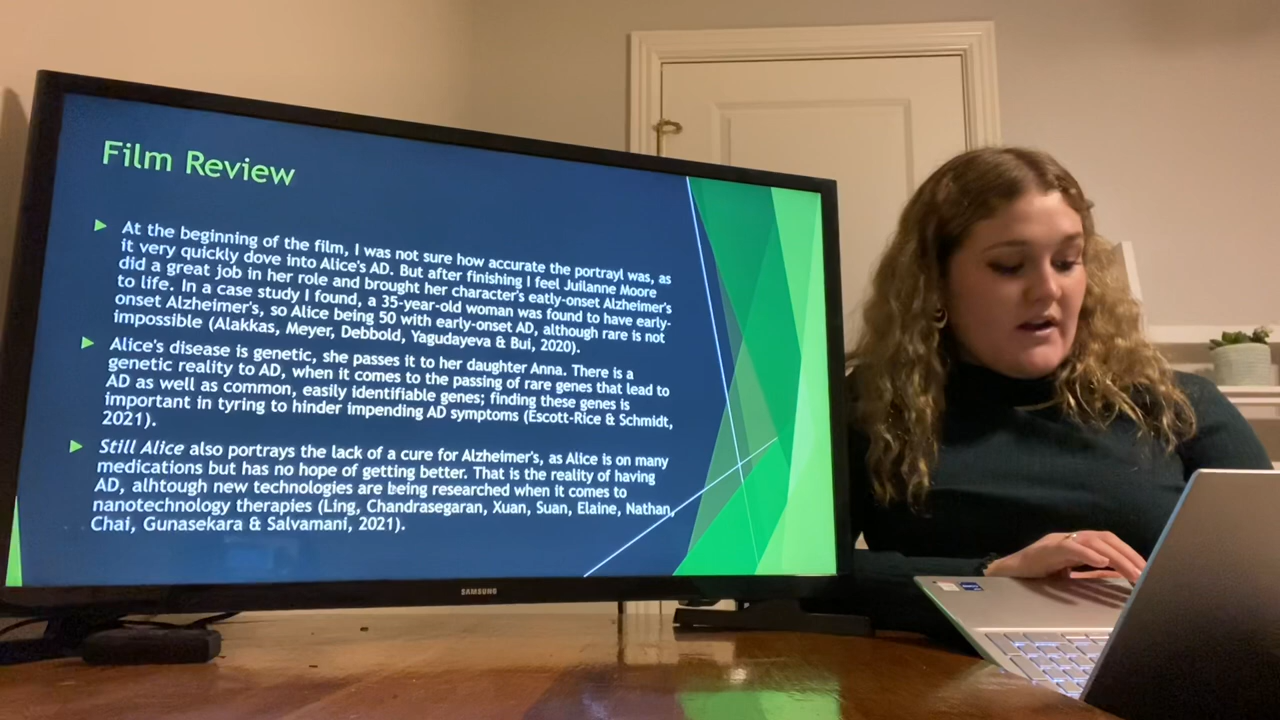 Film Review
At the beginning of the film, I was not sure how accurate the portrayl was, as
it very quickly dove into Alice's AD. But after finishing I feel Juilanne Moore
did a great job in her role and brought her character's eatly-onset Alzheimer's
to life. In a case study I found, a 35-year-old woman was found to have early-
onset Alzheimer's, so Alice being 50 with early-onset AD, although rare is not
impossible (Alakkas, Meyer, Debbold, Yagudayeva & Bui, 2020).
Alice's disease is genetic, she passes it to her daughter Anna. There is a
genetic reality to AD, when it comes to the passing of rare genes that lead to
AD as well as common, easily identifiable genes; finding these genes is
important in tyring to hinder impending AD symptoms (Escott-Rice & Schmidt,
2021).
Still Alice also portrays the lack of a cure for Alzheimer's, as Alice is on many
medications but has no hope of getting better. That is the reality of having
AD, alhtough new technologies are being researched when it comes to
nanotechnology therapies (Ling, Chandrasegaran, Xuan, Suan, Elaine, Nathan,
Chai, Gunasekara & Salvamani, 2021).
SAMSUNG